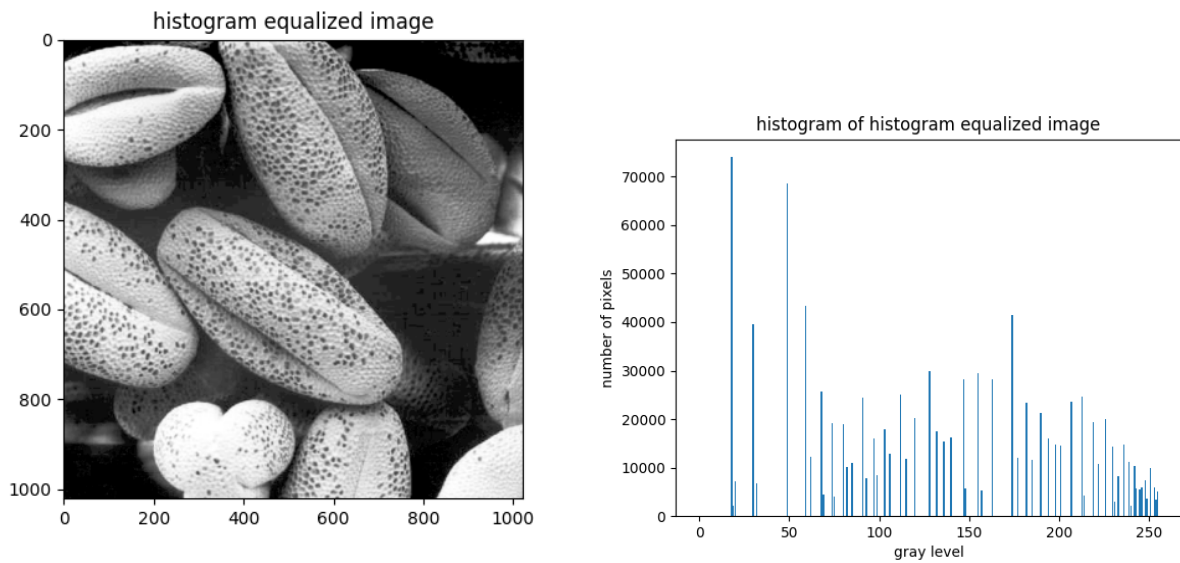 histogram equalized image
0
200
400
600
800
1000
0 200 400 600 800 1000
histogram of histogram equalized image
number of pixels
70000
60000
50000
40000
30000
20000
10000
0
0 50 100 150 200 250
gray level